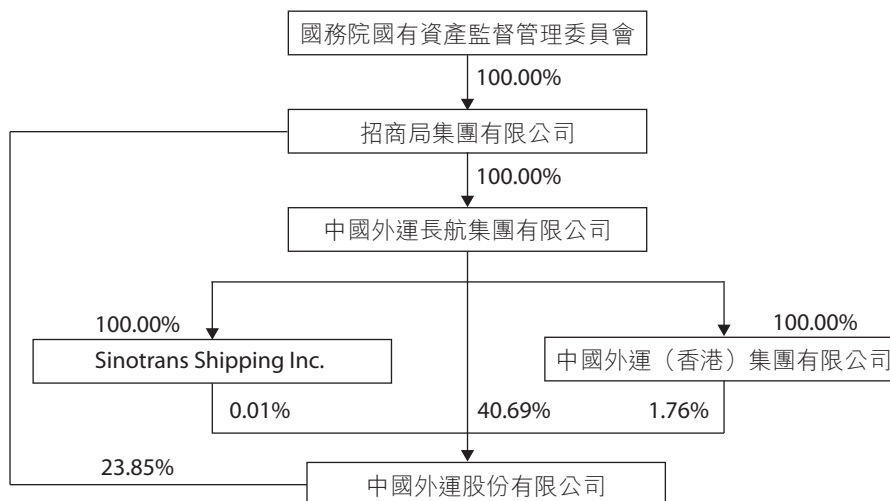 國務院國有資產監督管理委員會
100.00%
招商局集團有限公司
100.00%
中國外運長航集團有限公司
100.00%
100.00%
Sinotrans Shipping Inc.
中國外運（香港）集團有限公司
0.01%
40.69%
1.76%
23.85%
中國外運股份有限公司